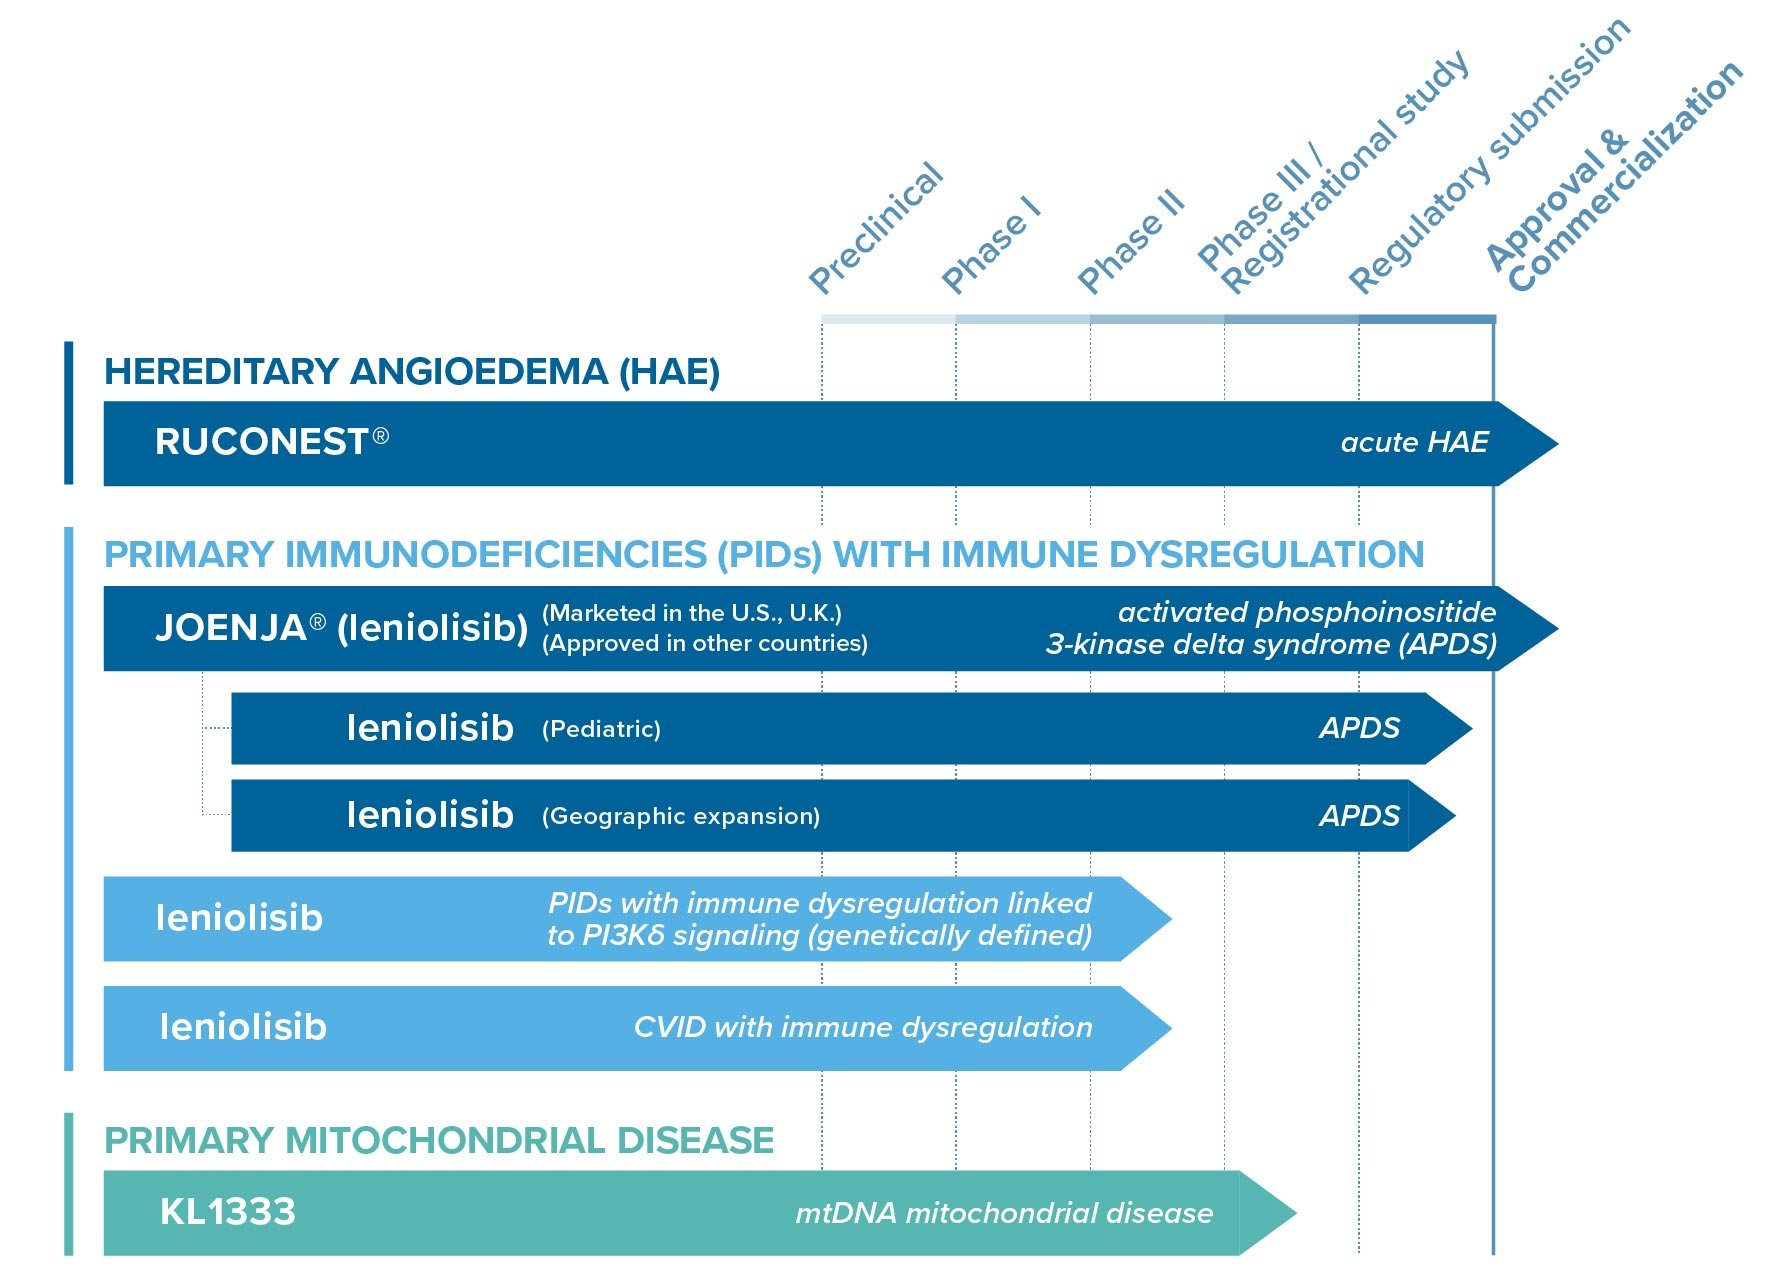 Preclinical
Phase I
Phase II
Phase III /
Registrational study
Regulatory submission
Approval &
Commercialization
HEREDITARY ANGIOEDEMA (HAE)
RUCONEST® acute HAE
PRIMARY IMMUNODEFICIENCIES (PIDs) WITH IMMUNE DYSREGULATION
JOENJA® (leniolisib)
(Marketed in the U.S., U.K.)
(Approved in other countries)
activated phosphoinositide
3-kinase delta syndrome (APDS)
leniolisib (Pediatric) APDS
leniolisib (Geographic expansion) APDS
leniolisib
PIDs with immune dysregulation linked
to PI3Kδ signaling (genetically defined)
leniolisib CVID with immune dysregulation
PRIMARY MITOCHONDRIAL DISEASE
KL1333 mtDNA mitochondrial disease